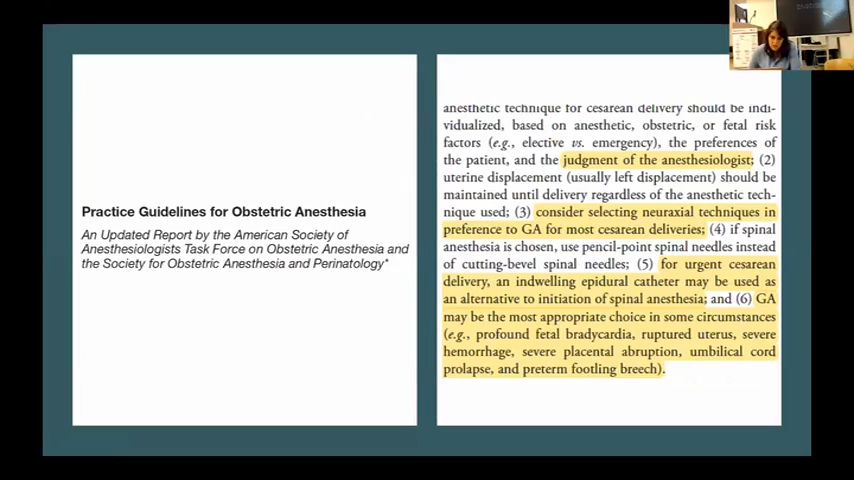 Practice Guidelines for Obstetric Anesthesia
An Updated Report by the American Society of
Anesthesiologists Task Force on Obstetric Anesthesia and
the Society for Obstetric Anesthesia and Perinatology*
anesthetic technique for cesarean delivery should be indi-
vidualized, based on anesthetic, obstetric, or fetal risk
factors (e.g., elective vs. emergency), the preferences of
the patient, and the judgment of the anesthesiologist; (2)
uterine displacement (usually left displacement) should be
maintained until delivery regardless of the anesthetic tech-
nique used; (3) consider selecting neuraxial techniques in
preference to GA for most cesarean deliveries; (4) if spinal
anesthesia is chosen, use pencil-point spinal needles instead
of cutting-bevel spinal needles; (5) for urgent cesarean
delivery, an indwelling epidural catheter may be used as
an alternative to initiation of spinal anesthesia; and (6) GA
may be the most appropriate choice in some circumstances
(e.g., profound fetal bradycardia, ruptured uterus, severe
hemorrhage, severe placental abruption, umbilical cord
prolapse, and preterm footling breech).